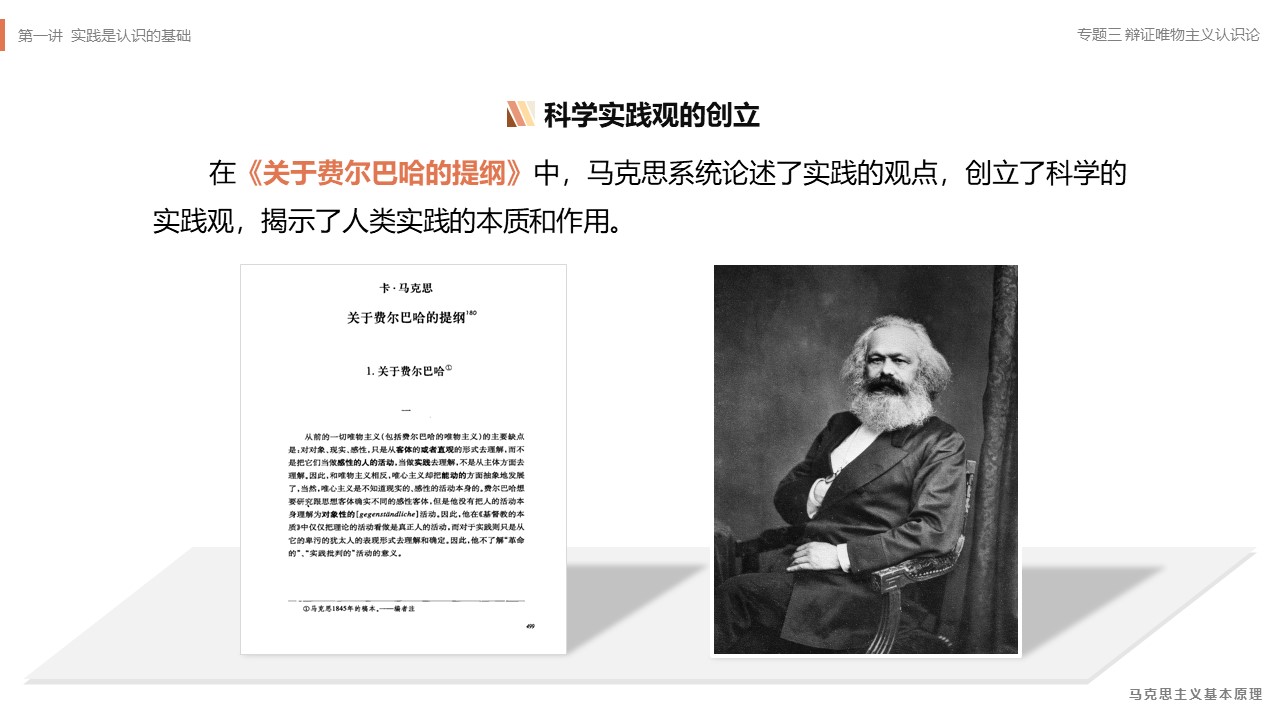 第一讲 实践是认识的基础
专题三 辩证唯物主义认识论
科学实践观的创立
在《关于费尔巴哈的提纲》中，马克思系统论述了实践的观点，创立了科学的
实践观，揭示了人类实践的本质和作用。
卡·马克思
关于费尔巴哈的提纲180
1. 关于费尔巴哈①
一
从前的一切唯物主义(包括费尔巴哈的唯物主义)的主要缺点
是:对对象、现实、感性,只是从客体的或者直观的形式去理解,而不
是把它们当做感性的人的活动,当做实践去理解,不是从主体方面去
理解。因此,和唯物主义相反,唯心主义却把能动的方面抽象地发展
了,当然,唯心主义是不知道现实的、感性的活动本身的。费尔巴哈想
要研究跟思想客体确实不同的感性客体,但是他没有把人的活动本
身理解为对象性的[gegenständliche]活动。因此,他在《基督教的本
质》中仅仅把理论的活动看做是真正人的活动,而对于实践则只是从
它的卑污的犹太人的表现形式去理解和确定。因此,他不了解“革命
的”、“实践批判的”活动的意义。
①马克思1845年的稿本。——编者注
499
马克思主义基本原理